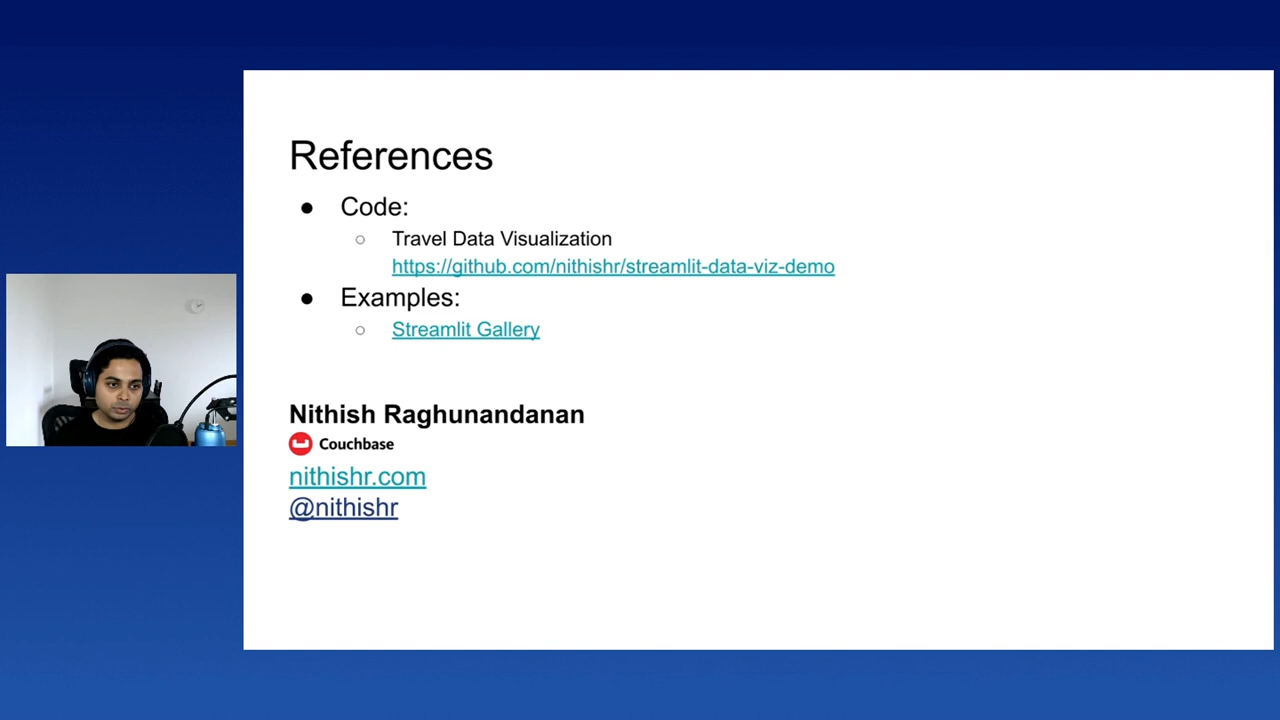 References
● Code:
○ Travel Data Visualization
https://github.com/nithishr/streamlit-data-viz-demo
● Examples:
○ Streamlit Gallery
Nithish Raghunandanan
Couchbase
nithishr.com
@nithishr